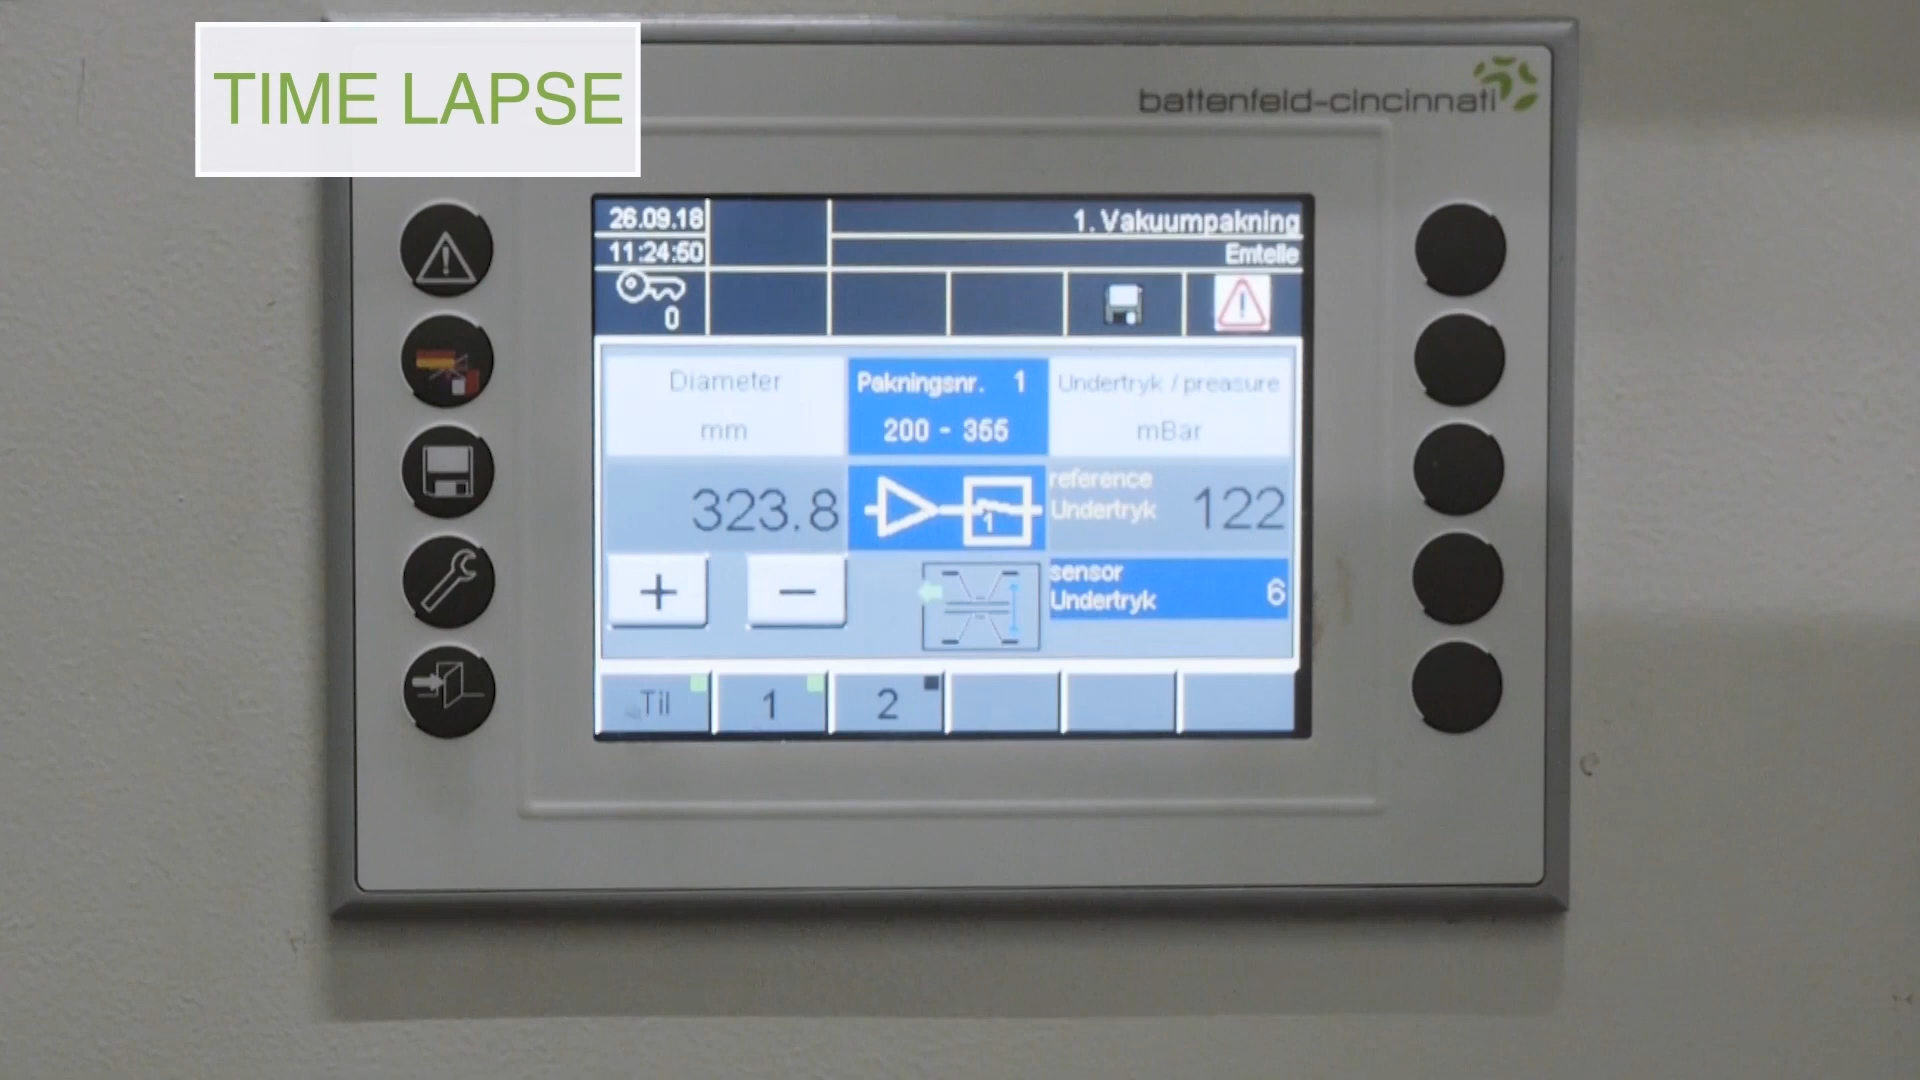 TIME LAPSE
battenfeld-cincinnati
26.09.18
1. Vakuumpakning
11:24:50
Emtelle
0
Diameter
mm
Pakningsnr. 1
200 - 355
Undertryk / preasure
mBar
323.8
1
reference
Undertryk
122
+
-
sensor
Undertryk
6
Til
1
2